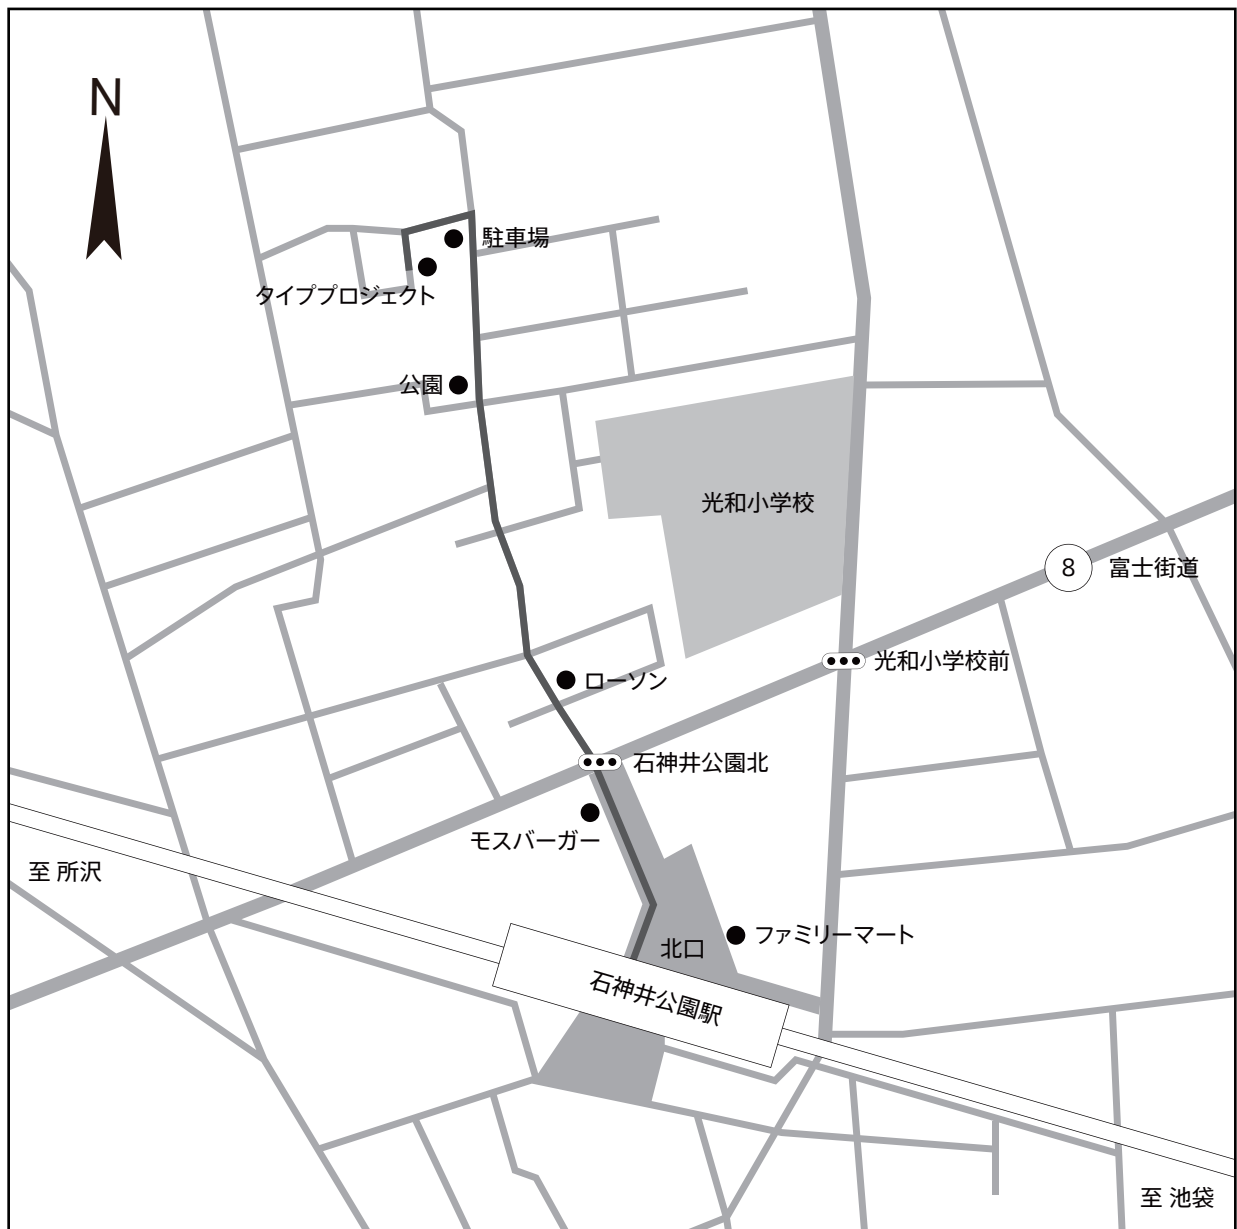 N
駐車場
タイププロジェクト
公園
光和小学校
8
富士街道
光和小学校前
ローソン
石神井公園北
モスバーガー
至 所沢
ファミリーマート
北口
石神井公園駅
至 池袋